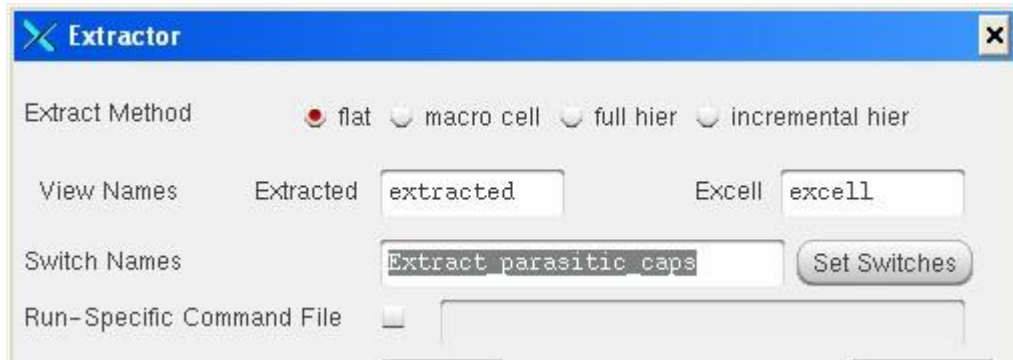 Extractor
Extract Method flat macro cell full hier incremental hier
View Names Extracted extracted Excell excell
Switch Names Extract_parasitic_caps Set Switches
Run-Specific Command File